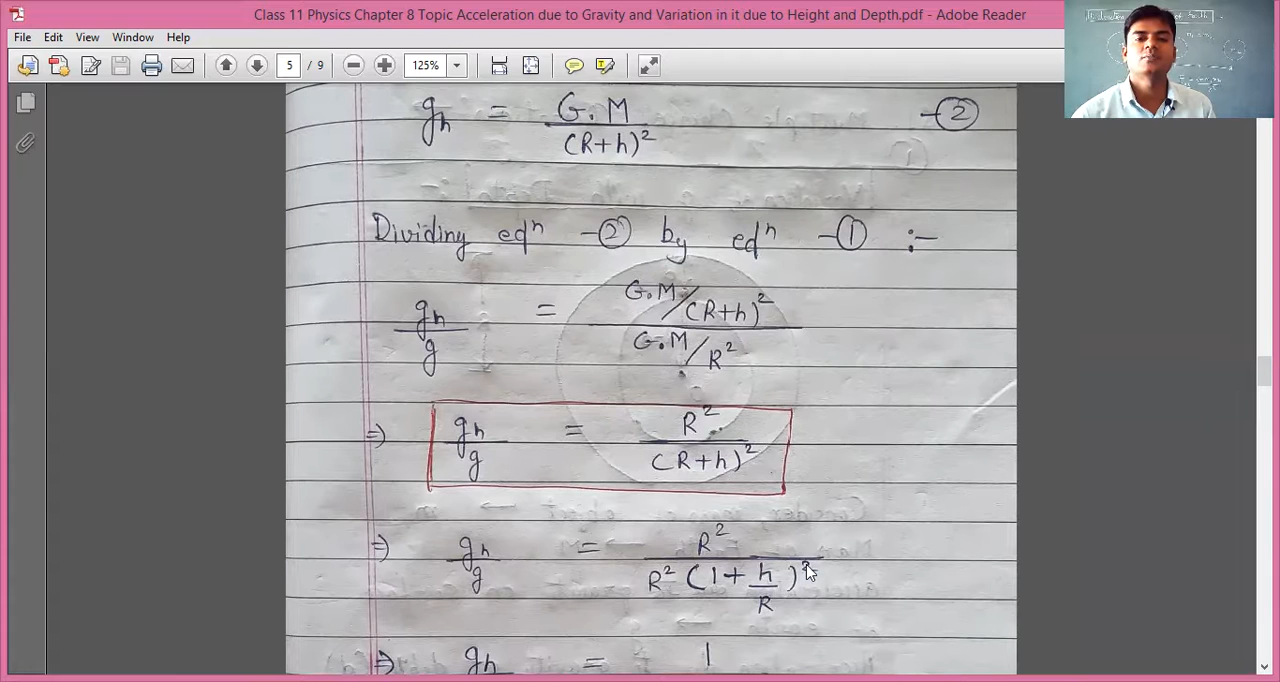 Class 11 Physics Chapter 8 Topic Acceleration due to Gravity and Variation in it due to Height and Depth.pdf - Adobe Reader
File Edit View Window Help
5 / 9 125%
gh = G.M / (R+h)² -②
Dividing eqⁿ -② by eqⁿ -① :-
gh / g = G.M/(R+h)² / G.M/R²
⇒ gh / g = R² / (R+h)²
⇒ gh / g = R² / R² (1 + h/R)²
⇒ gh = 1